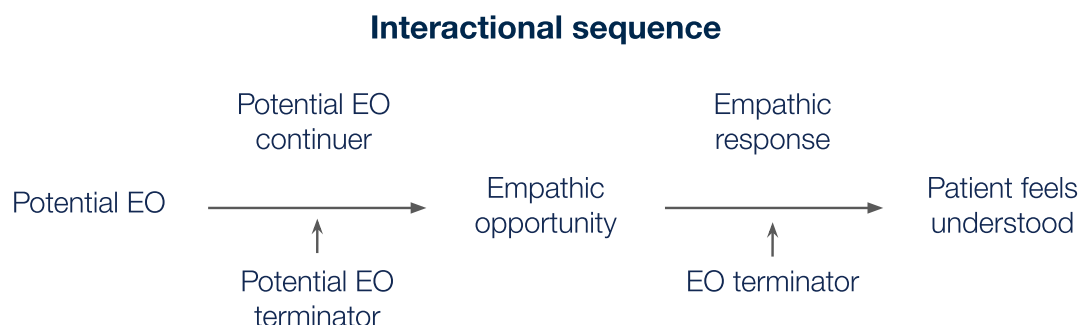 Interactional sequence
Potential EO
continuer
Empathic
response
Potential EO
Empathic
opportunity
Patient feels
understood
Potential EO
terminator
EO terminator